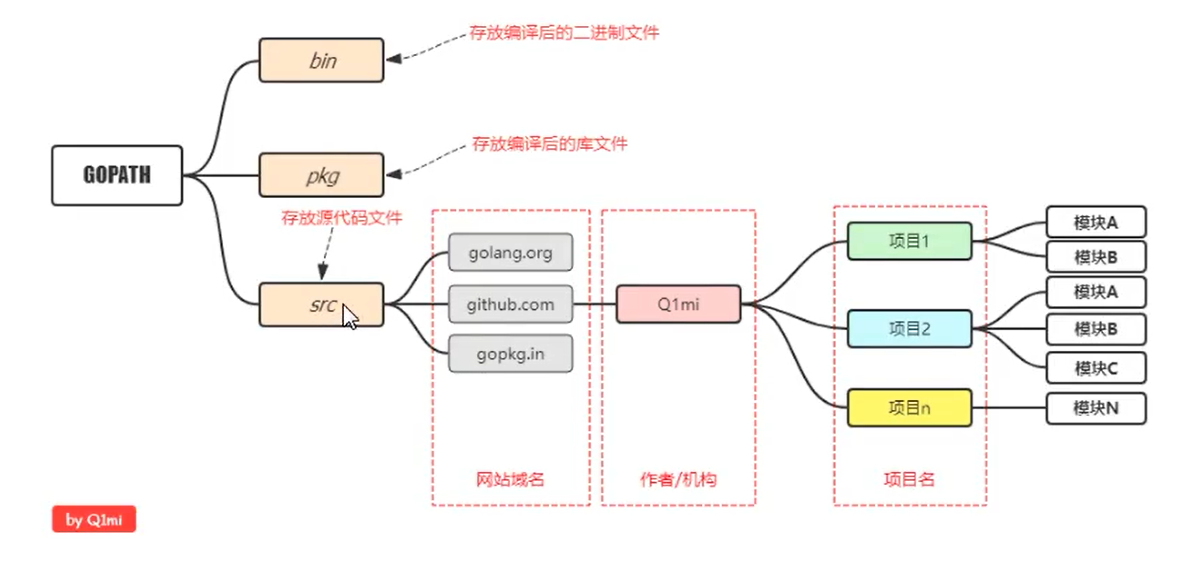 存放编译后的二进制文件
bin
GOPATH
存放编译后的库文件
pkg
存放源代码文件
src
golang.org
github.com
gopkg.in
网站域名
Q1mi
作者/机构
项目1
项目2
项目n
项目名
模块A
模块B
模块A
模块B
模块C
模块N
by Q1mi